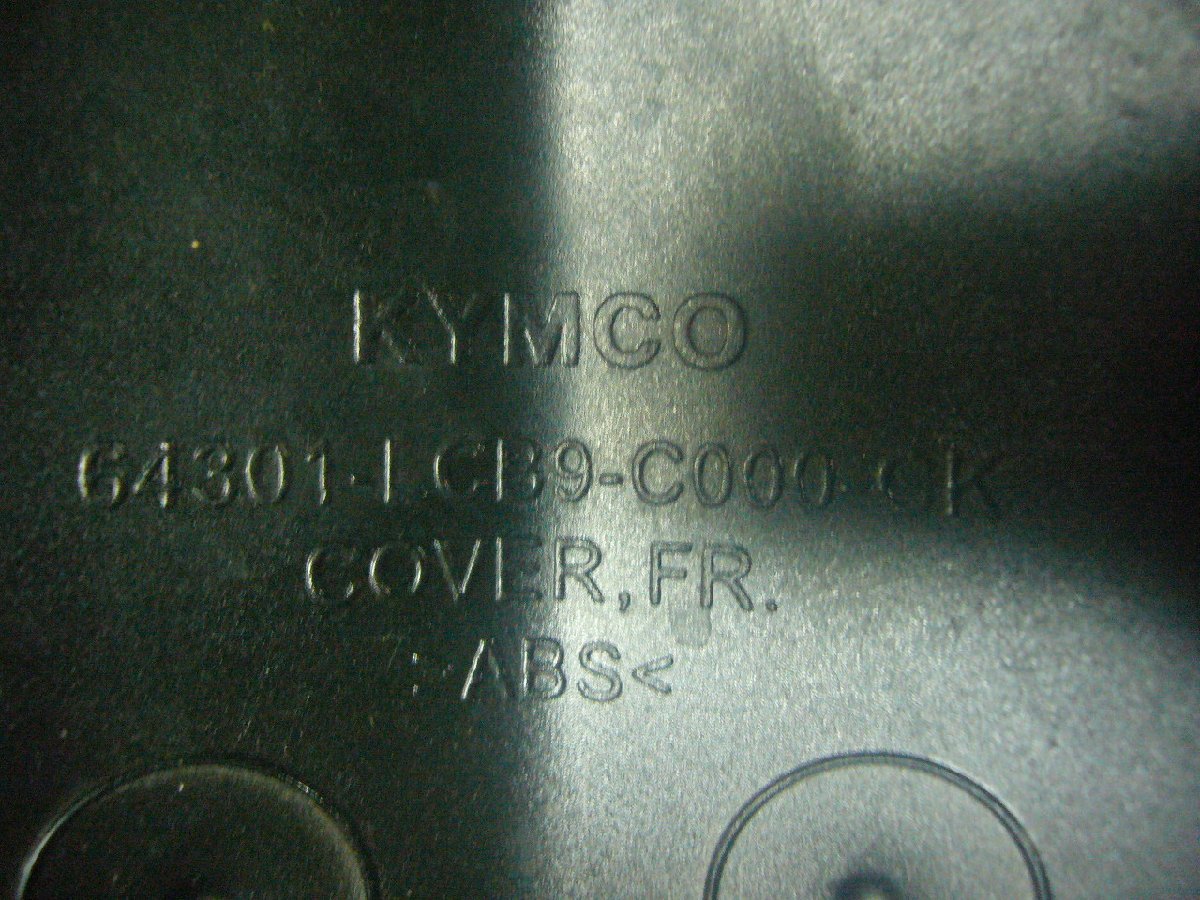 KYMCO
64301-LCB9-C000-CK
COVER,FR.
>ABS<